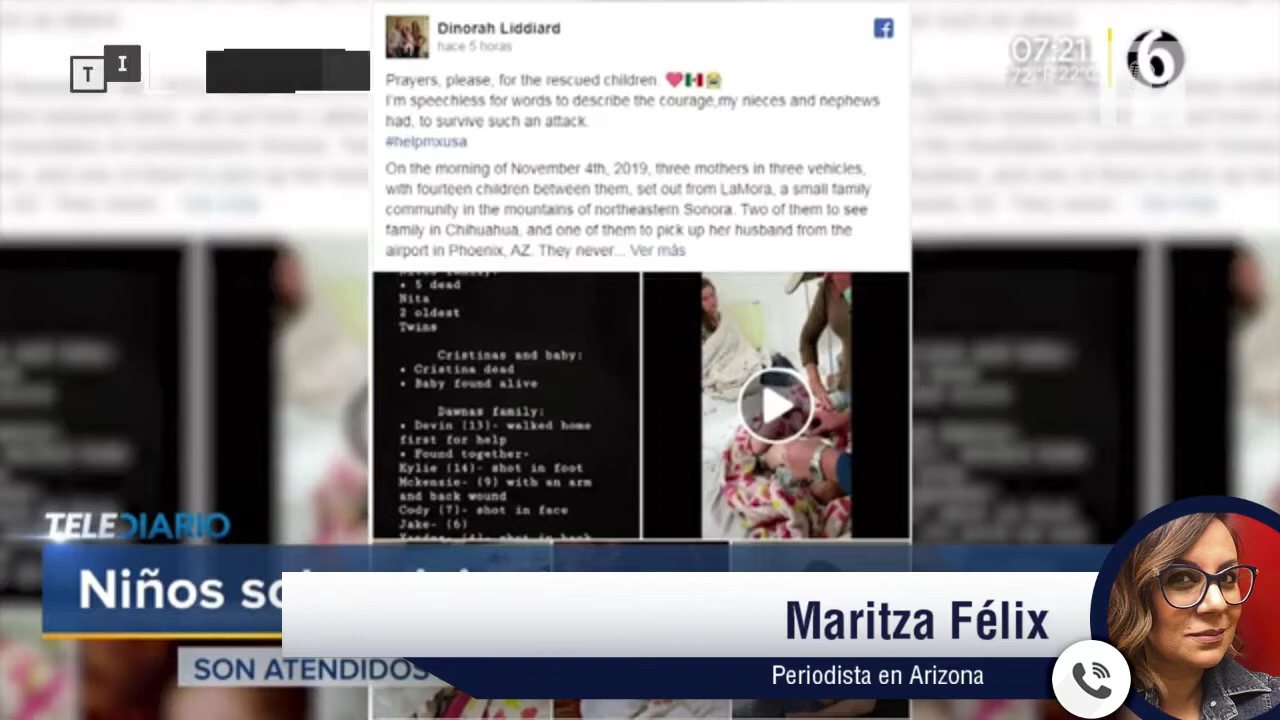 Dinorah Liddiard
hace 5 horas
Prayers, please, for the rescued children.
I'm speechless for words to describe the courage,my nieces and nephews
had, to survive such an attack.
#helpmxusa
On the morning of November 4th, 2019, three mothers in three vehicles,
with fourteen children between them, set out from LaMora, a small family
community in the mountains of northeastern Sonora. Two of them to see
family in Chihuahua, and one of them to pick up her husband from the
airport in Phoenix, AZ. They never... Ver más
• 5 dead
Nita
2 oldest
Twins
Cristinas and baby:
• Cristina dead
• Baby found alive
Dawnas family:
• Devin (13)- walked home
first for help
• Found together-
Kylie (14)- shot in foot
Mckensie- (9) with an arm
and back wound
Cody (7)- shot in face
Jake- (6)
T I
07:21
72°F 22°C
6
TELEDIARIO
Niños
SON ATENDIDOS
Maritza Félix
Periodista en Arizona